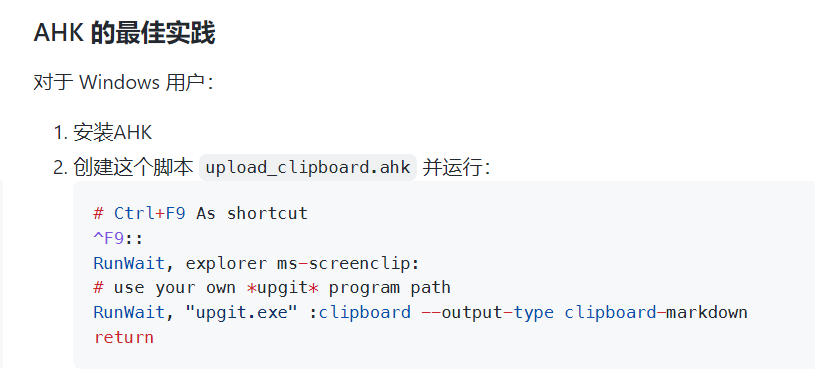 AHK 的最佳实践
对于 Windows 用户：
1. 安装AHK
2. 创建这个脚本 upload_clipboard.ahk 并运行：
# Ctrl+F9 As shortcut
^F9::
RunWait, explorer ms-screenclip:
# use your own *upgit* program path
RunWait, "upgit.exe" :clipboard --output-type clipboard-markdown
return